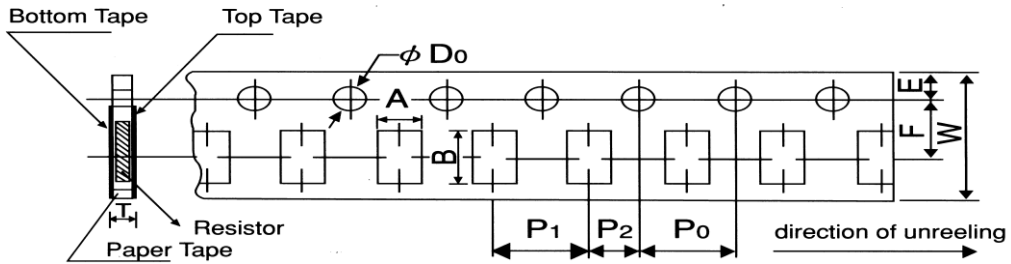 Bottom Tape
Top Tape
φ D0
A
B
E
F
W
T
Resistor
Paper Tape
P1
P2
P0
direction of unreeling